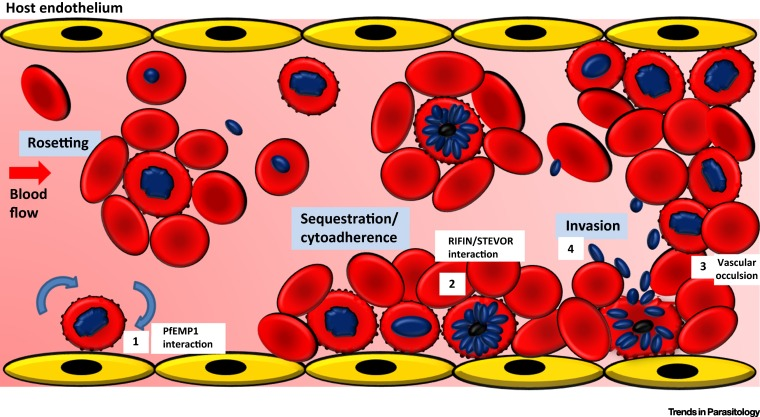 Host endothelium
Rosetting
Blood
flow
Sequestration/
cytoadherence
RIFIN/STEVOR
interaction
2
Invasion
4
3 Vascular
occulsion
1 PfEMP1
interaction
Trends in Parasitology